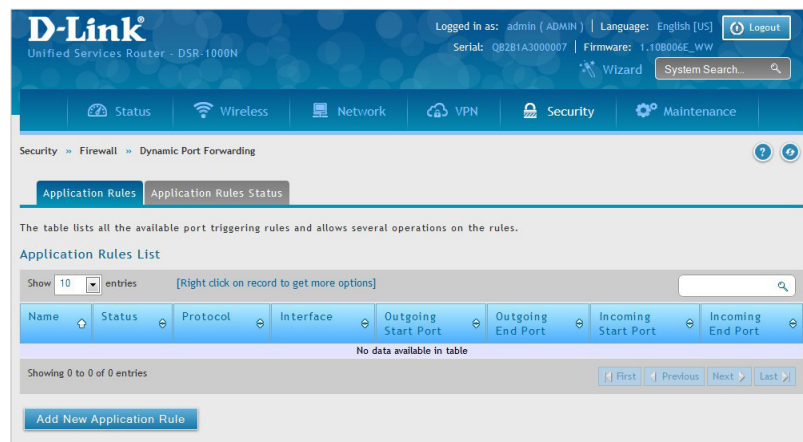 D-Link®
Unified Services Router - DSR-1000N
Logged in as: admin ( ADMIN ) | Language: English [US]
Logout
Serial: QB2B1A3000007 | Firmware: 1.10B006E_WW
Wizard
System Search...
Status
Wireless
Network
VPN
Security
Maintenance
Security » Firewall » Dynamic Port Forwarding
?
Application Rules
Application Rules Status
The table lists all the available port triggering rules and allows several operations on the rules.
Application Rules List
Show 10 entries
[Right click on record to get more options]
Name
Status
Protocol
Interface
Outgoing Start Port
Outgoing End Port
Incoming Start Port
Incoming End Port
No data available in table
Showing 0 to 0 of 0 entries
First
Previous
Next
Last
Add New Application Rule